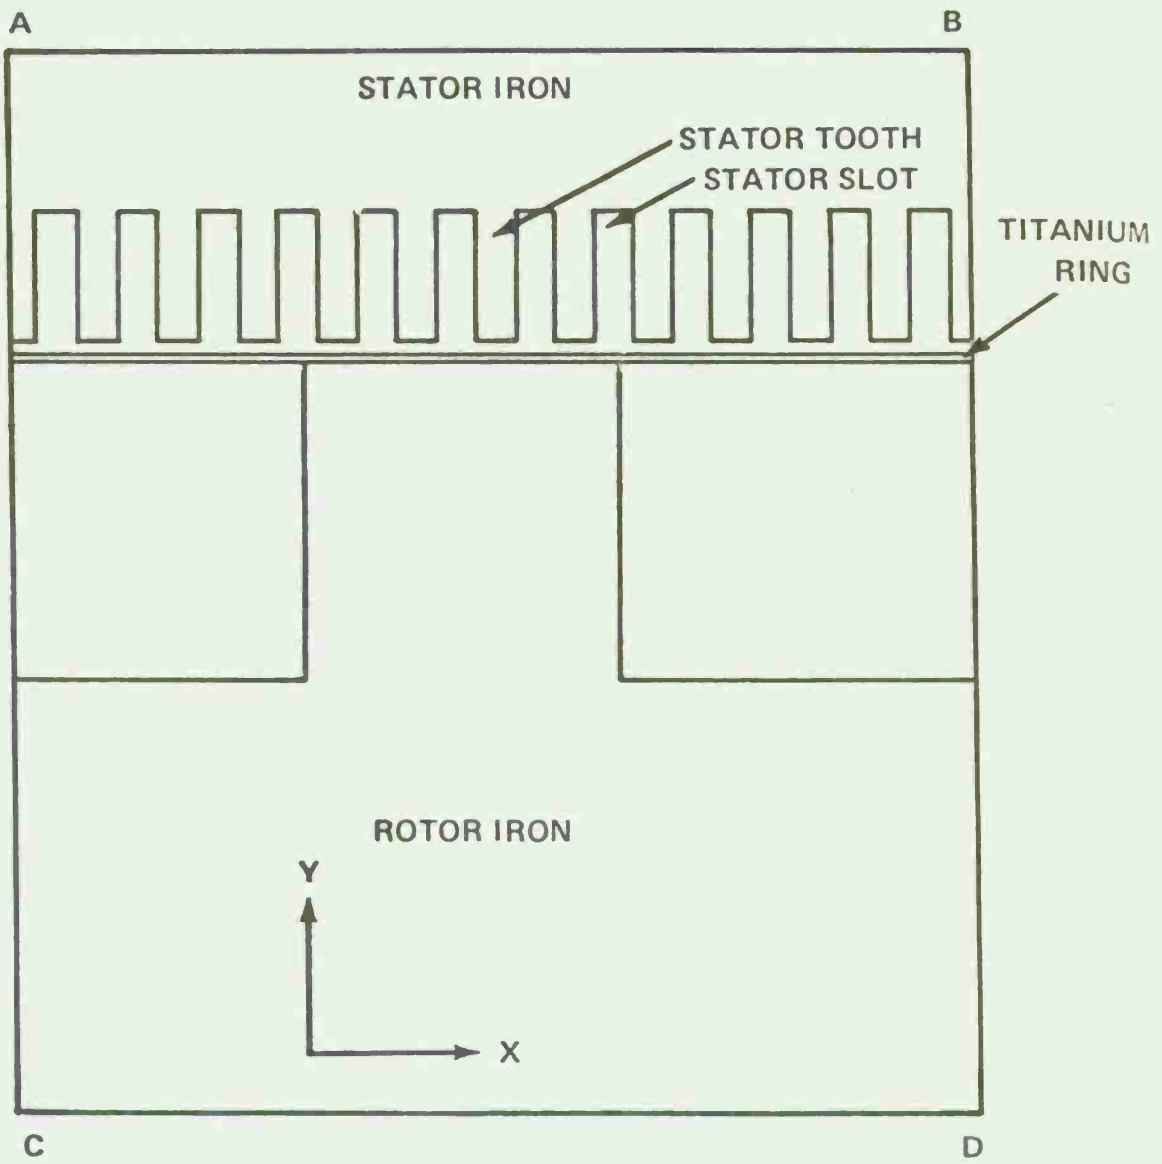 A
B
STATOR IRON
STATOR TOOTH
STATOR SLOT
TITANIUM
RING
ROTOR IRON
Y
X
C
D